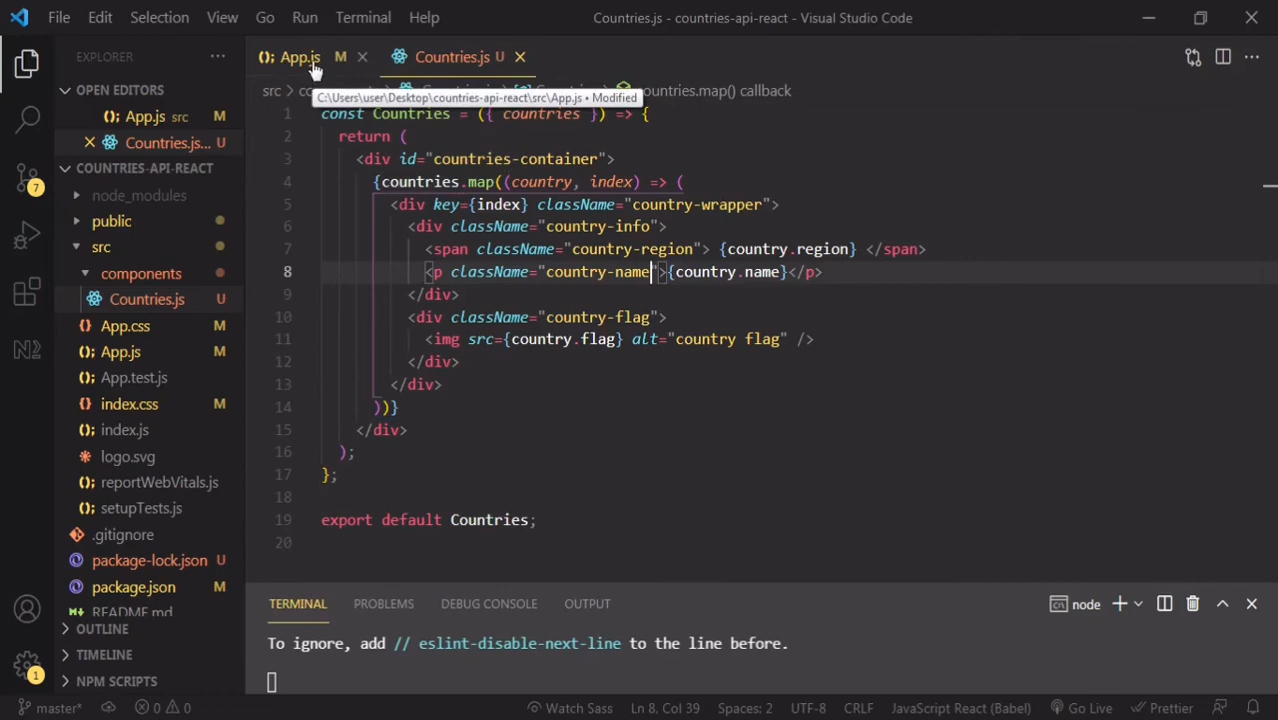 File Edit Selection View Go Run Terminal Help
Countries.js - countries-api-react - Visual Studio Code
EXPLORER
OPEN EDITORS
App.js src M
Countries.js... U
COUNTRIES-API-REACT
node_modules
public
src
components
Countries.js U
App.css M
App.js M
App.test.js
index.css M
index.js
logo.svg
reportWebVitals.js
setupTests.js
.gitignore
package-lock.json U
package.json M
README.md
OUTLINE
TIMELINE
NPM SCRIPTS
7
1
App.js M
Countries.js U
src
countries.map() callback
C:\Users\user\Desktop\countries-api-react\src\App.js • Modified
1 const Countries = ({ countries }) => {
2 return (
3 <div id="countries-container">
4 {countries.map((country, index) => (
5 <div key={index} className="country-wrapper">
6 <div className="country-info">
7 <span className="country-region"> {country.region} </span>
8 <p className="country-name">{country.name}</p>
9 </div>
10 <div className="country-flag">
11 <img src={country.flag} alt="country flag" />
12 </div>
13 </div>
14 ))}
15 </div>
16 );
17 };
18
19 export default Countries;
20
TERMINAL PROBLEMS DEBUG CONSOLE OUTPUT
node
To ignore, add // eslint-disable-next-line to the line before.
master* 0 0
Watch Sass Ln 8, Col 39 Spaces: 2 UTF-8 CRLF JavaScript React (Babel) Go Live Prettier